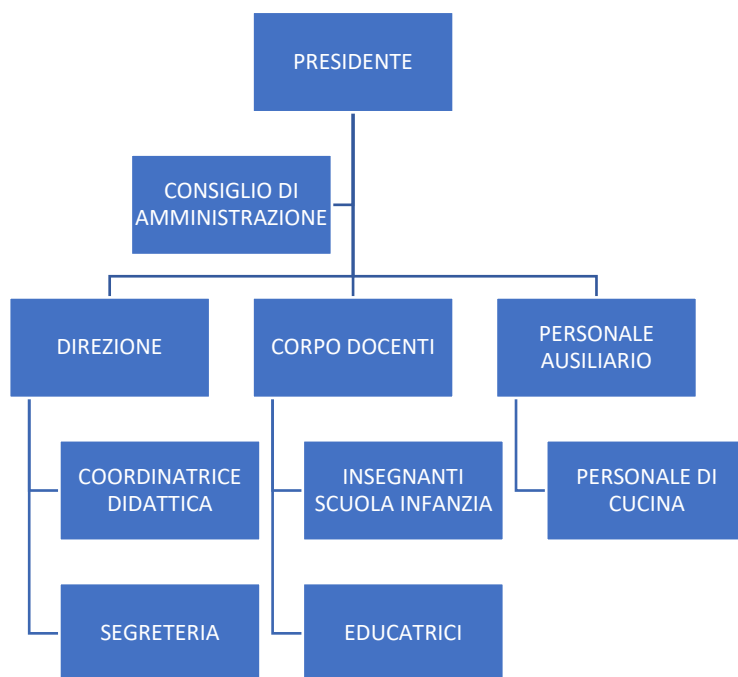 PRESIDENTE
CONSIGLIO DI
AMMINISTRAZIONE
DIREZIONE
CORPO DOCENTI
PERSONALE
AUSILIARIO
COORDINATRICE
DIDATTICA
INSEGNANTI
SCUOLA INFANZIA
PERSONALE DI
CUCINA
SEGRETERIA
EDUCATRICI